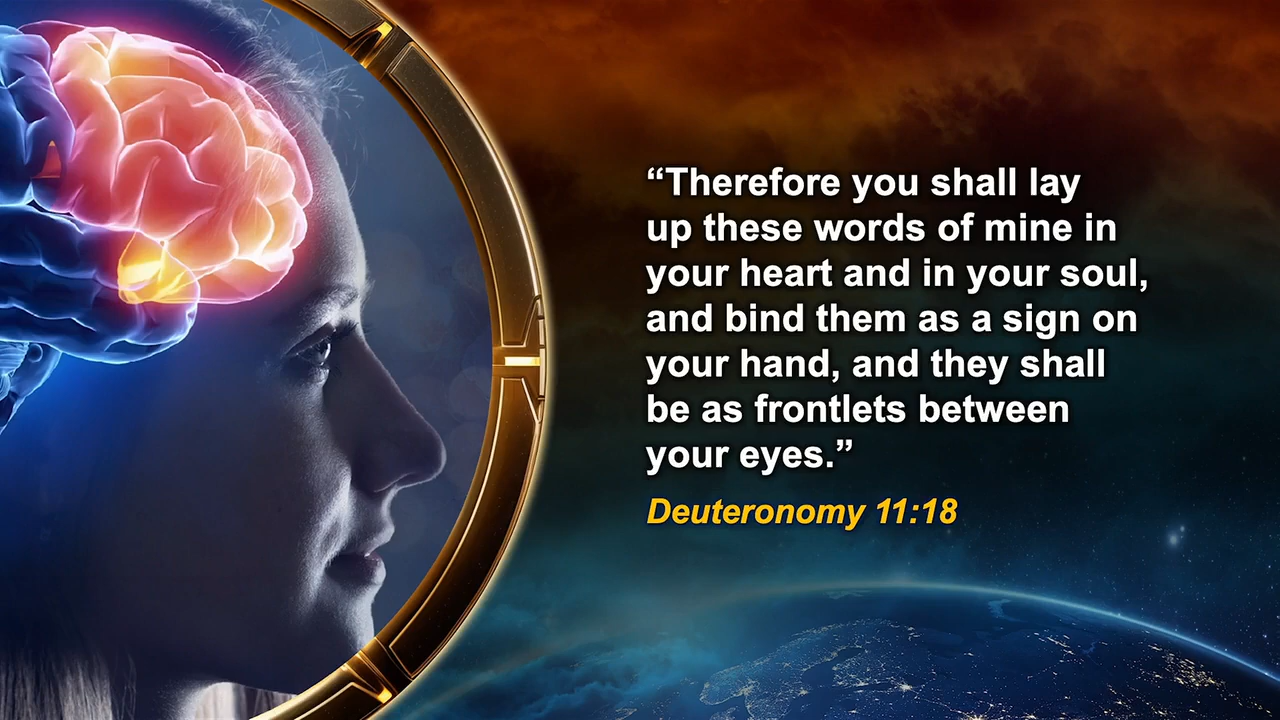 “Therefore you shall lay
up these words of mine in
your heart and in your soul,
and bind them as a sign on
your hand, and they shall
be as frontlets between
your eyes.”
Deuteronomy 11:18